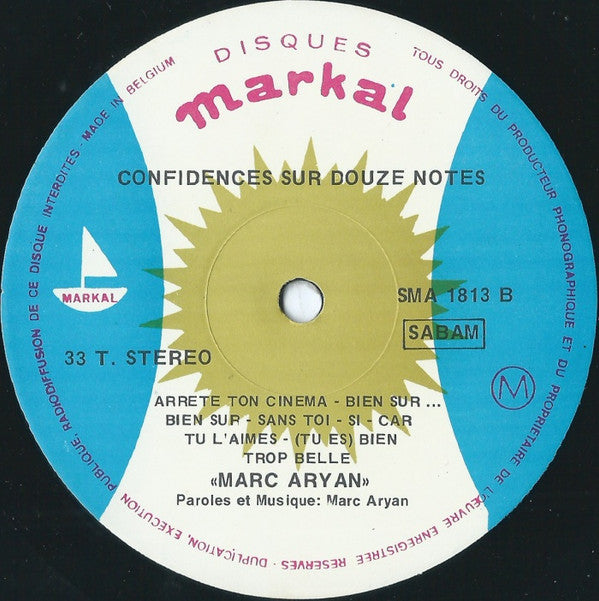 DISQUES
markal
TOUS DROITS DU PRODUCTEUR PHONOGRAPHIQUE ET DU PROPRIETAIRE DE L'OEUVRE ENREGISTREE RESERVES - DUPLICATION, EXECUTION PUBLIQUE, RADIODIFFUSION DE CE DISQUE INTERDITES - MADE IN BELGIUM
CONFIDENCES SUR DOUZE NOTES
MARKAL
SMA 1813 B
SABAM
33 T. STEREO
M
ARRETE TON CINEMA - BIEN SUR ...
BIEN SUR - SANS TOI - SI - CAR
TU L'AIMES - (TU ES) BIEN
TROP BELLE
«MARC ARYAN»
Paroles et Musique: Marc Aryan